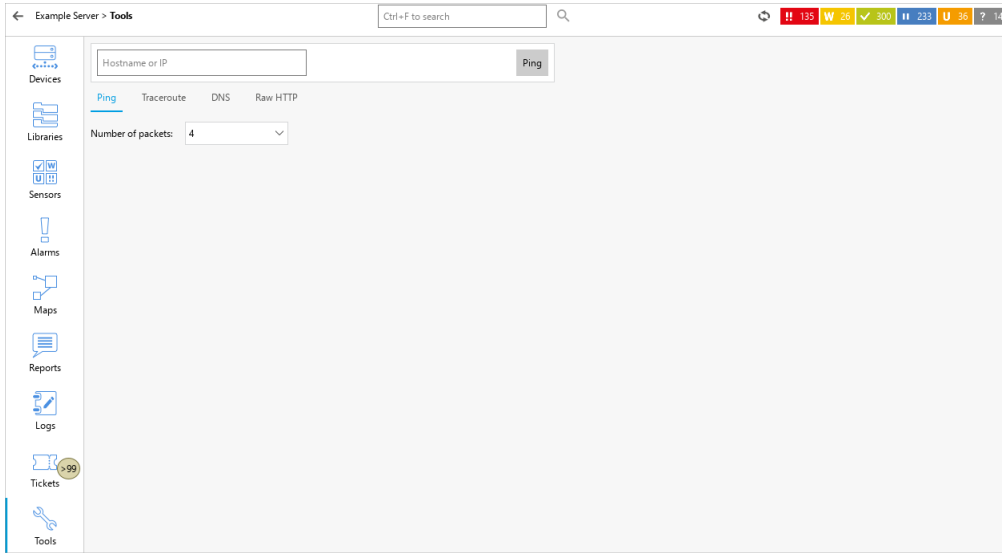 Example Server > Tools
Ctrl+F to search
!! 135 W 26 300 233 U 36 ? 14
Devices
Libraries
W
U !!
Sensors
Alarms
Maps
Reports
Logs
>99
Tickets
Tools
Hostname or IP
Ping
Ping Traceroute DNS Raw HTTP
Number of packets: 4